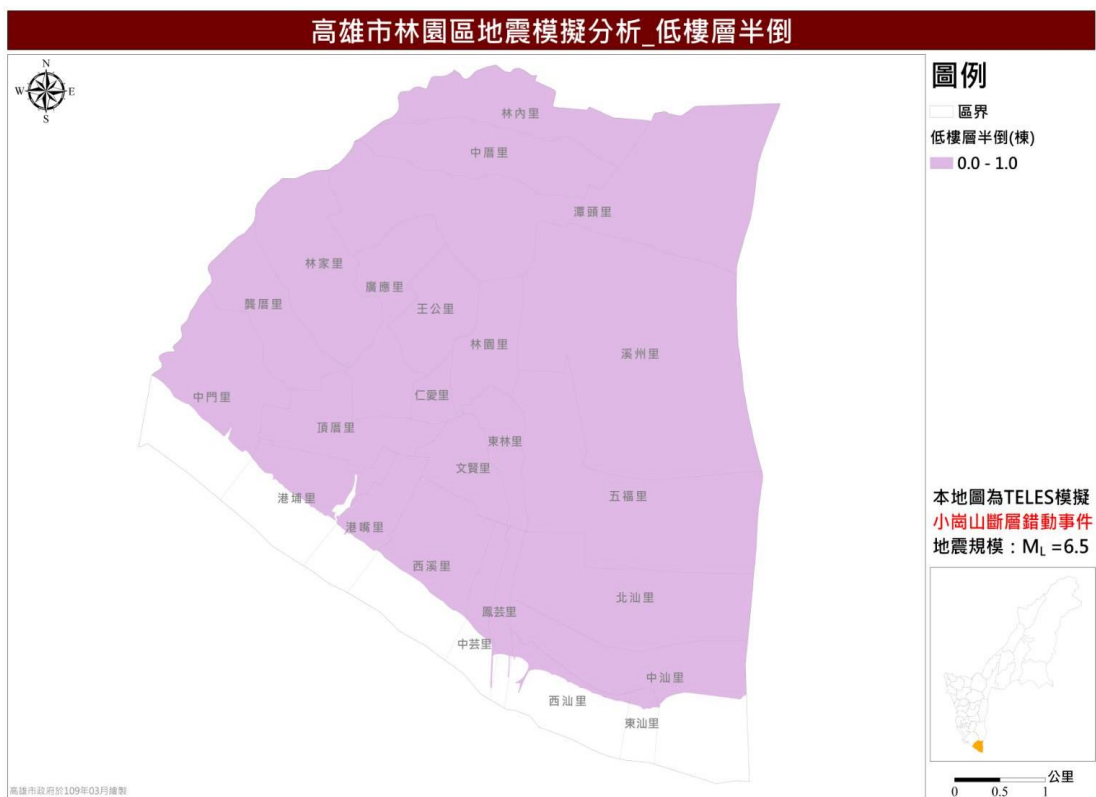 高雄市林園區地震模擬分析_低樓層半倒
N
W
E
S
圖例
區界
低樓層半倒(棟)
0.0 - 1.0
林內里
中厝里
潭頭里
林家里
廣應里
龔厝里
王公里
林園里
溪州里
中門里
仁愛里
頂厝里
東林里
文賢里
港埔里
五福里
港嘴里
西溪里
北汕里
鳳芸里
中芸里
中汕里
西汕里
東汕里
本地圖為TELES模擬
小崗山斷層錯動事件
地震規模：ML =6.5
公里
0 0.5 1
高雄市政府於109年03月繪製